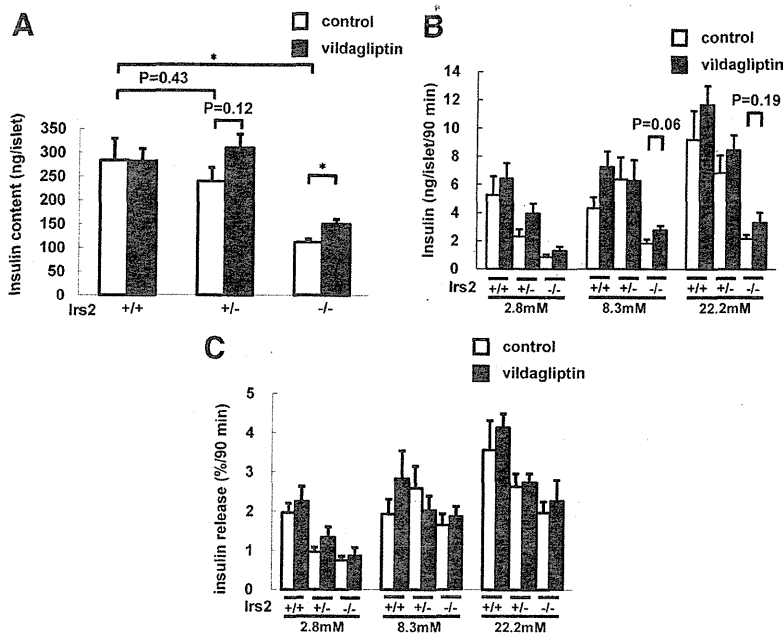 A
control
vildagliptin
*
P=0.43
P=0.12
*
Insulin content (ng/islet)
350
300
250
200
150
100
50
0
Irs2 +/+ +/- -/-
B
control
vildagliptin
Insulin (ng/islet/90 min)
14
12
10
8
6
4
2
0
P=0.06
P=0.19
Irs2 +/+ +/- -/- +/+ +/- -/- +/+ +/- -/-
2.8mM 8.3mM 22.2mM
C
control
vildagliptin
insulin release (%/90 min)
5
4
3
2
1
0
Irs2 +/+ +/- -/- +/+ +/- -/- +/+ +/- -/-
2.8mM 8.3mM 22.2mM